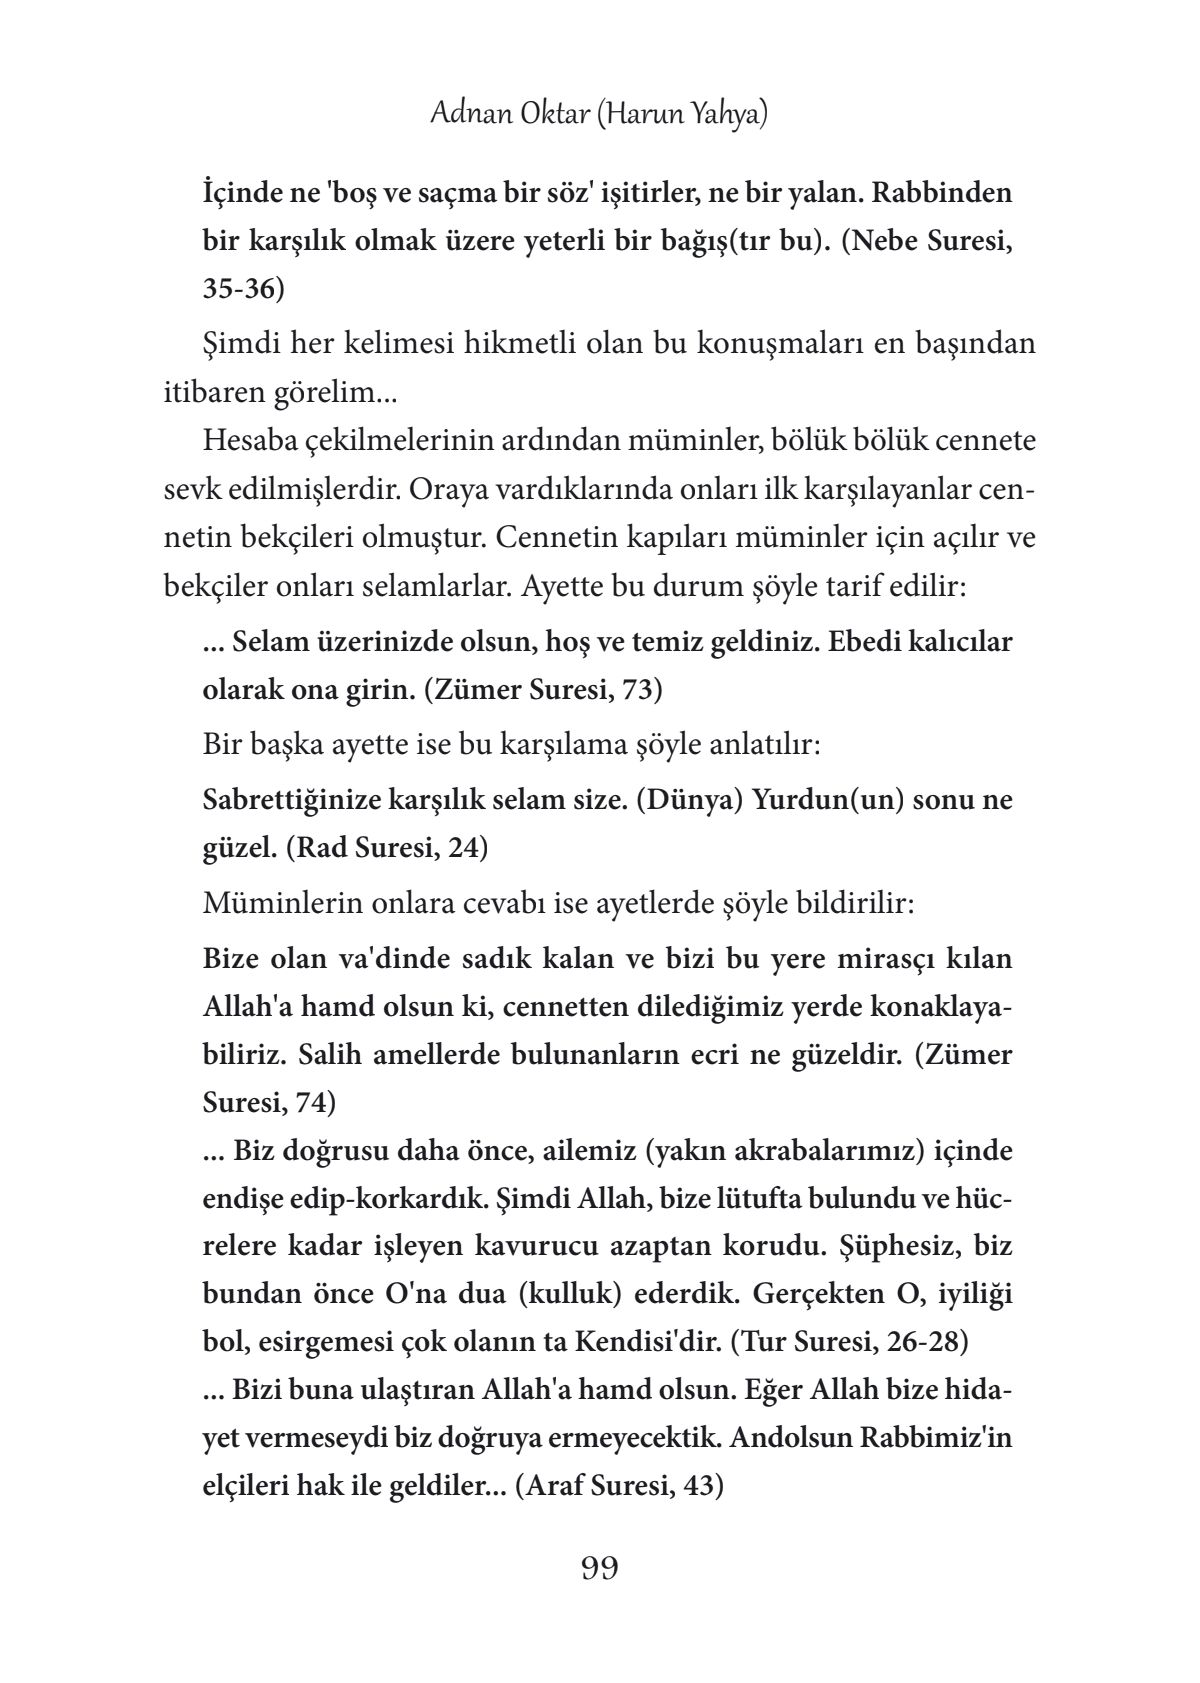 Adnan Oktar (Harun Yahya)
İçinde ne 'boş ve saçma bir söz' işitirler, ne bir yalan. Rabbinden
bir karşılık olmak üzere yeterli bir bağış(tır bu). (Nebe Suresi,
35-36)
Şimdi her kelimesi hikmetli olan bu konuşmaları en başından
itibaren görelim...
Hesaba çekilmelerinin ardından müminler, bölük bölük cennete
sevk edilmişlerdir. Oraya vardıklarında onları ilk karşılayanlar cen-
netin bekçileri olmuştur. Cennetin kapıları müminler için açılır ve
bekçiler onları selamlarlar. Ayette bu durum şöyle tarif edilir:
... Selam üzerinizde olsun, hoş ve temiz geldiniz. Ebedi kalıcılar
olarak ona girin. (Zümer Suresi, 73)
Bir başka ayette ise bu karşılama şöyle anlatılır:
Sabrettiğinize karşılık selam size. (Dünya) Yurdun(un) sonu ne
güzel. (Rad Suresi, 24)
Müminlerin onlara cevabı ise ayetlerde şöyle bildirilir:
Bize olan va'dinde sadık kalan ve bizi bu yere mirasçı kılan
Allah'a hamd olsun ki, cennetten dilediğimiz yerde konaklaya-
biliriz. Salih amellerde bulunanların ecri ne güzeldir. (Zümer
Suresi, 74)
... Biz doğrusu daha önce, ailemiz (yakın akrabalarımız) içinde
endişe edip-korkardık. Şimdi Allah, bize lütufta bulundu ve hüc-
relere kadar işleyen kavurucu azaptan korudu. Şüphesiz, biz
bundan önce O'na dua (kulluk) ederdik. Gerçekten O, iyiliği
bol, esirgemesi çok olanın ta Kendisi'dir. (Tur Suresi, 26-28)
... Bizi buna ulaştıran Allah'a hamd olsun. Eğer Allah bize hida-
yet vermeseydi biz doğruya ermeyecektik. Andolsun Rabbimiz'in
elçileri hak ile geldiler... (Araf Suresi, 43)
99